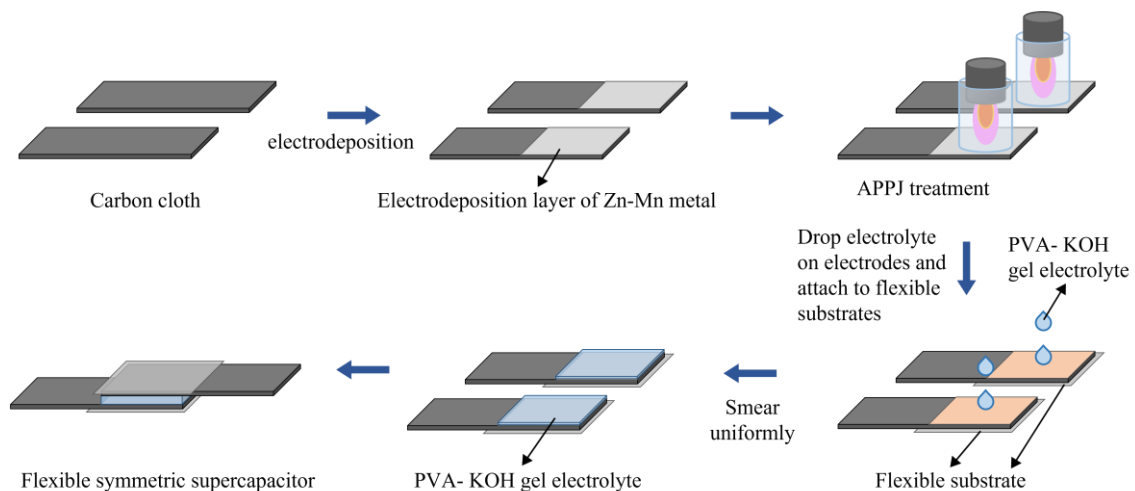 electrodeposition
Carbon cloth
Electrodeposition layer of Zn-Mn metal
APPJ treatment
Drop electrolyte
on electrodes and
attach to flexible
substrates
PVA- KOH
gel electrolyte
Smear
uniformly
Flexible symmetric supercapacitor
PVA- KOH gel electrolyte
Flexible substrate